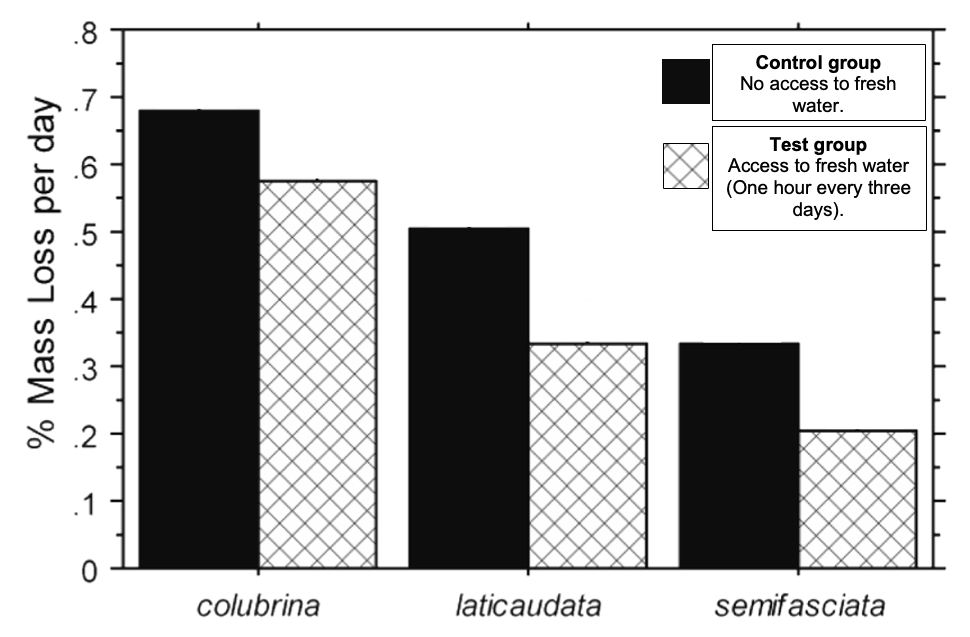 .8
.7
.6
.5
.4
.3
.2
.1
0
% Mass Loss per day
Control group
No access to fresh
water.
Test group
Access to fresh water
(One hour every three
days).
colubrina
laticaudata
semifasciata